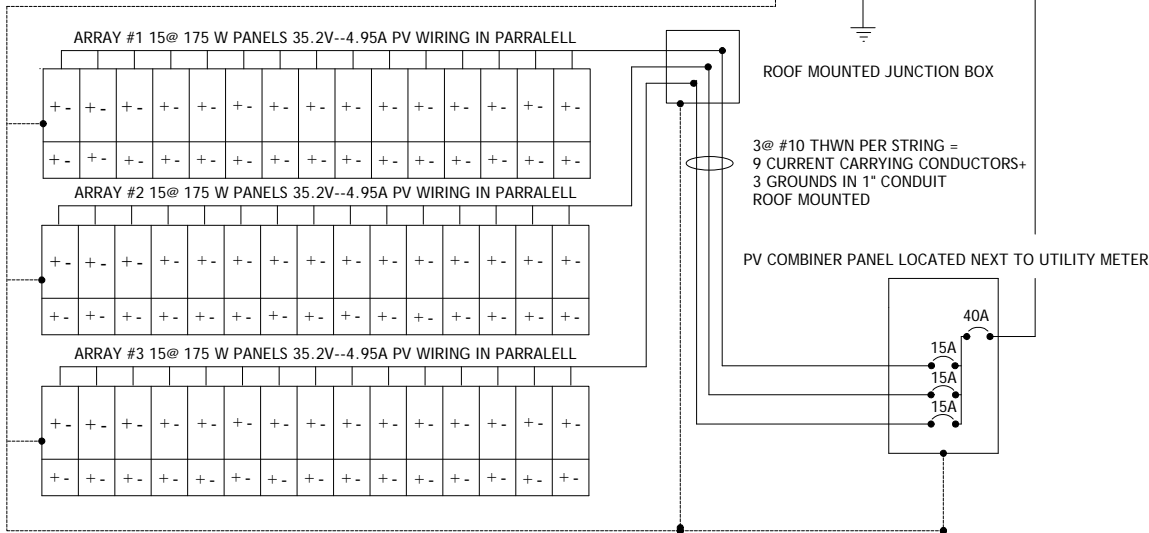 ARRAY #1 15@ 175 W PANELS 35.2V--4.95A PV WIRING IN PARRALELL
+ - + - + - + - + - + - + - + - + - + - + - + - + - + - + -
+ - + - + - + - + - + - + - + - + - + - + - + - + - + - + -
ARRAY #2 15@ 175 W PANELS 35.2V--4.95A PV WIRING IN PARRALELL
+ - + - + - + - + - + - + - + - + - + - + - + - + - + - + -
+ - + - + - + - + - + - + - + - + - + - + - + - + - + - + -
ARRAY #3 15@ 175 W PANELS 35.2V--4.95A PV WIRING IN PARRALELL
+ - + - + - + - + - + - + - + - + - + - + - + - + - + - + -
+ - + - + - + - + - + - + - + - + - + - + - + - + - + - + -
ROOF MOUNTED JUNCTION BOX
3@ #10 THWN PER STRING =
9 CURRENT CARRYING CONDUCTORS+
3 GROUNDS IN 1" CONDUIT
ROOF MOUNTED
PV COMBINER PANEL LOCATED NEXT TO UTILITY METER
40A
15A
15A
15A